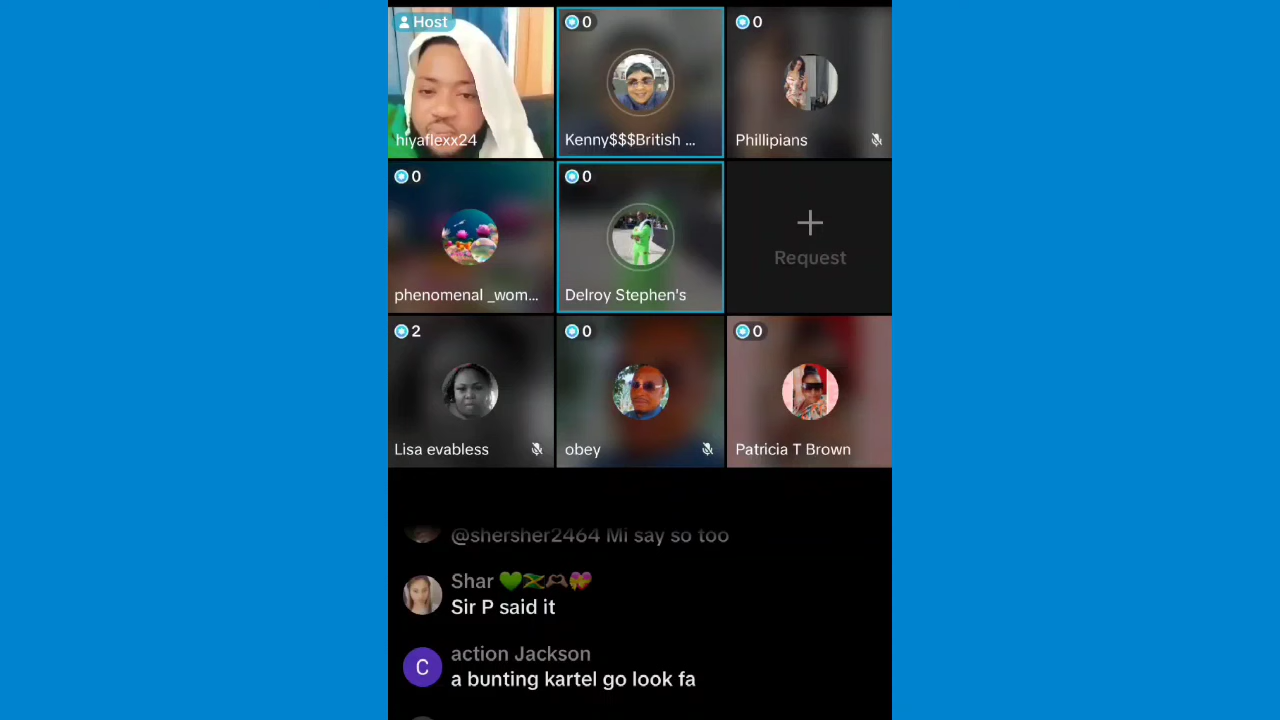 Host
0
0
hiyaflexx24
Kenny$$$British ...
Phillipians
0
0
phenomenal _wom...
Delroy Stephen's
Request
2
0
0
Lisa evabless
obey
Patricia T Brown
@shersher2464 Mi say so too
Shar 💚🇯🇲🫶🏽💝
Sir P said it
C
action Jackson
a bunting kartel go look fa